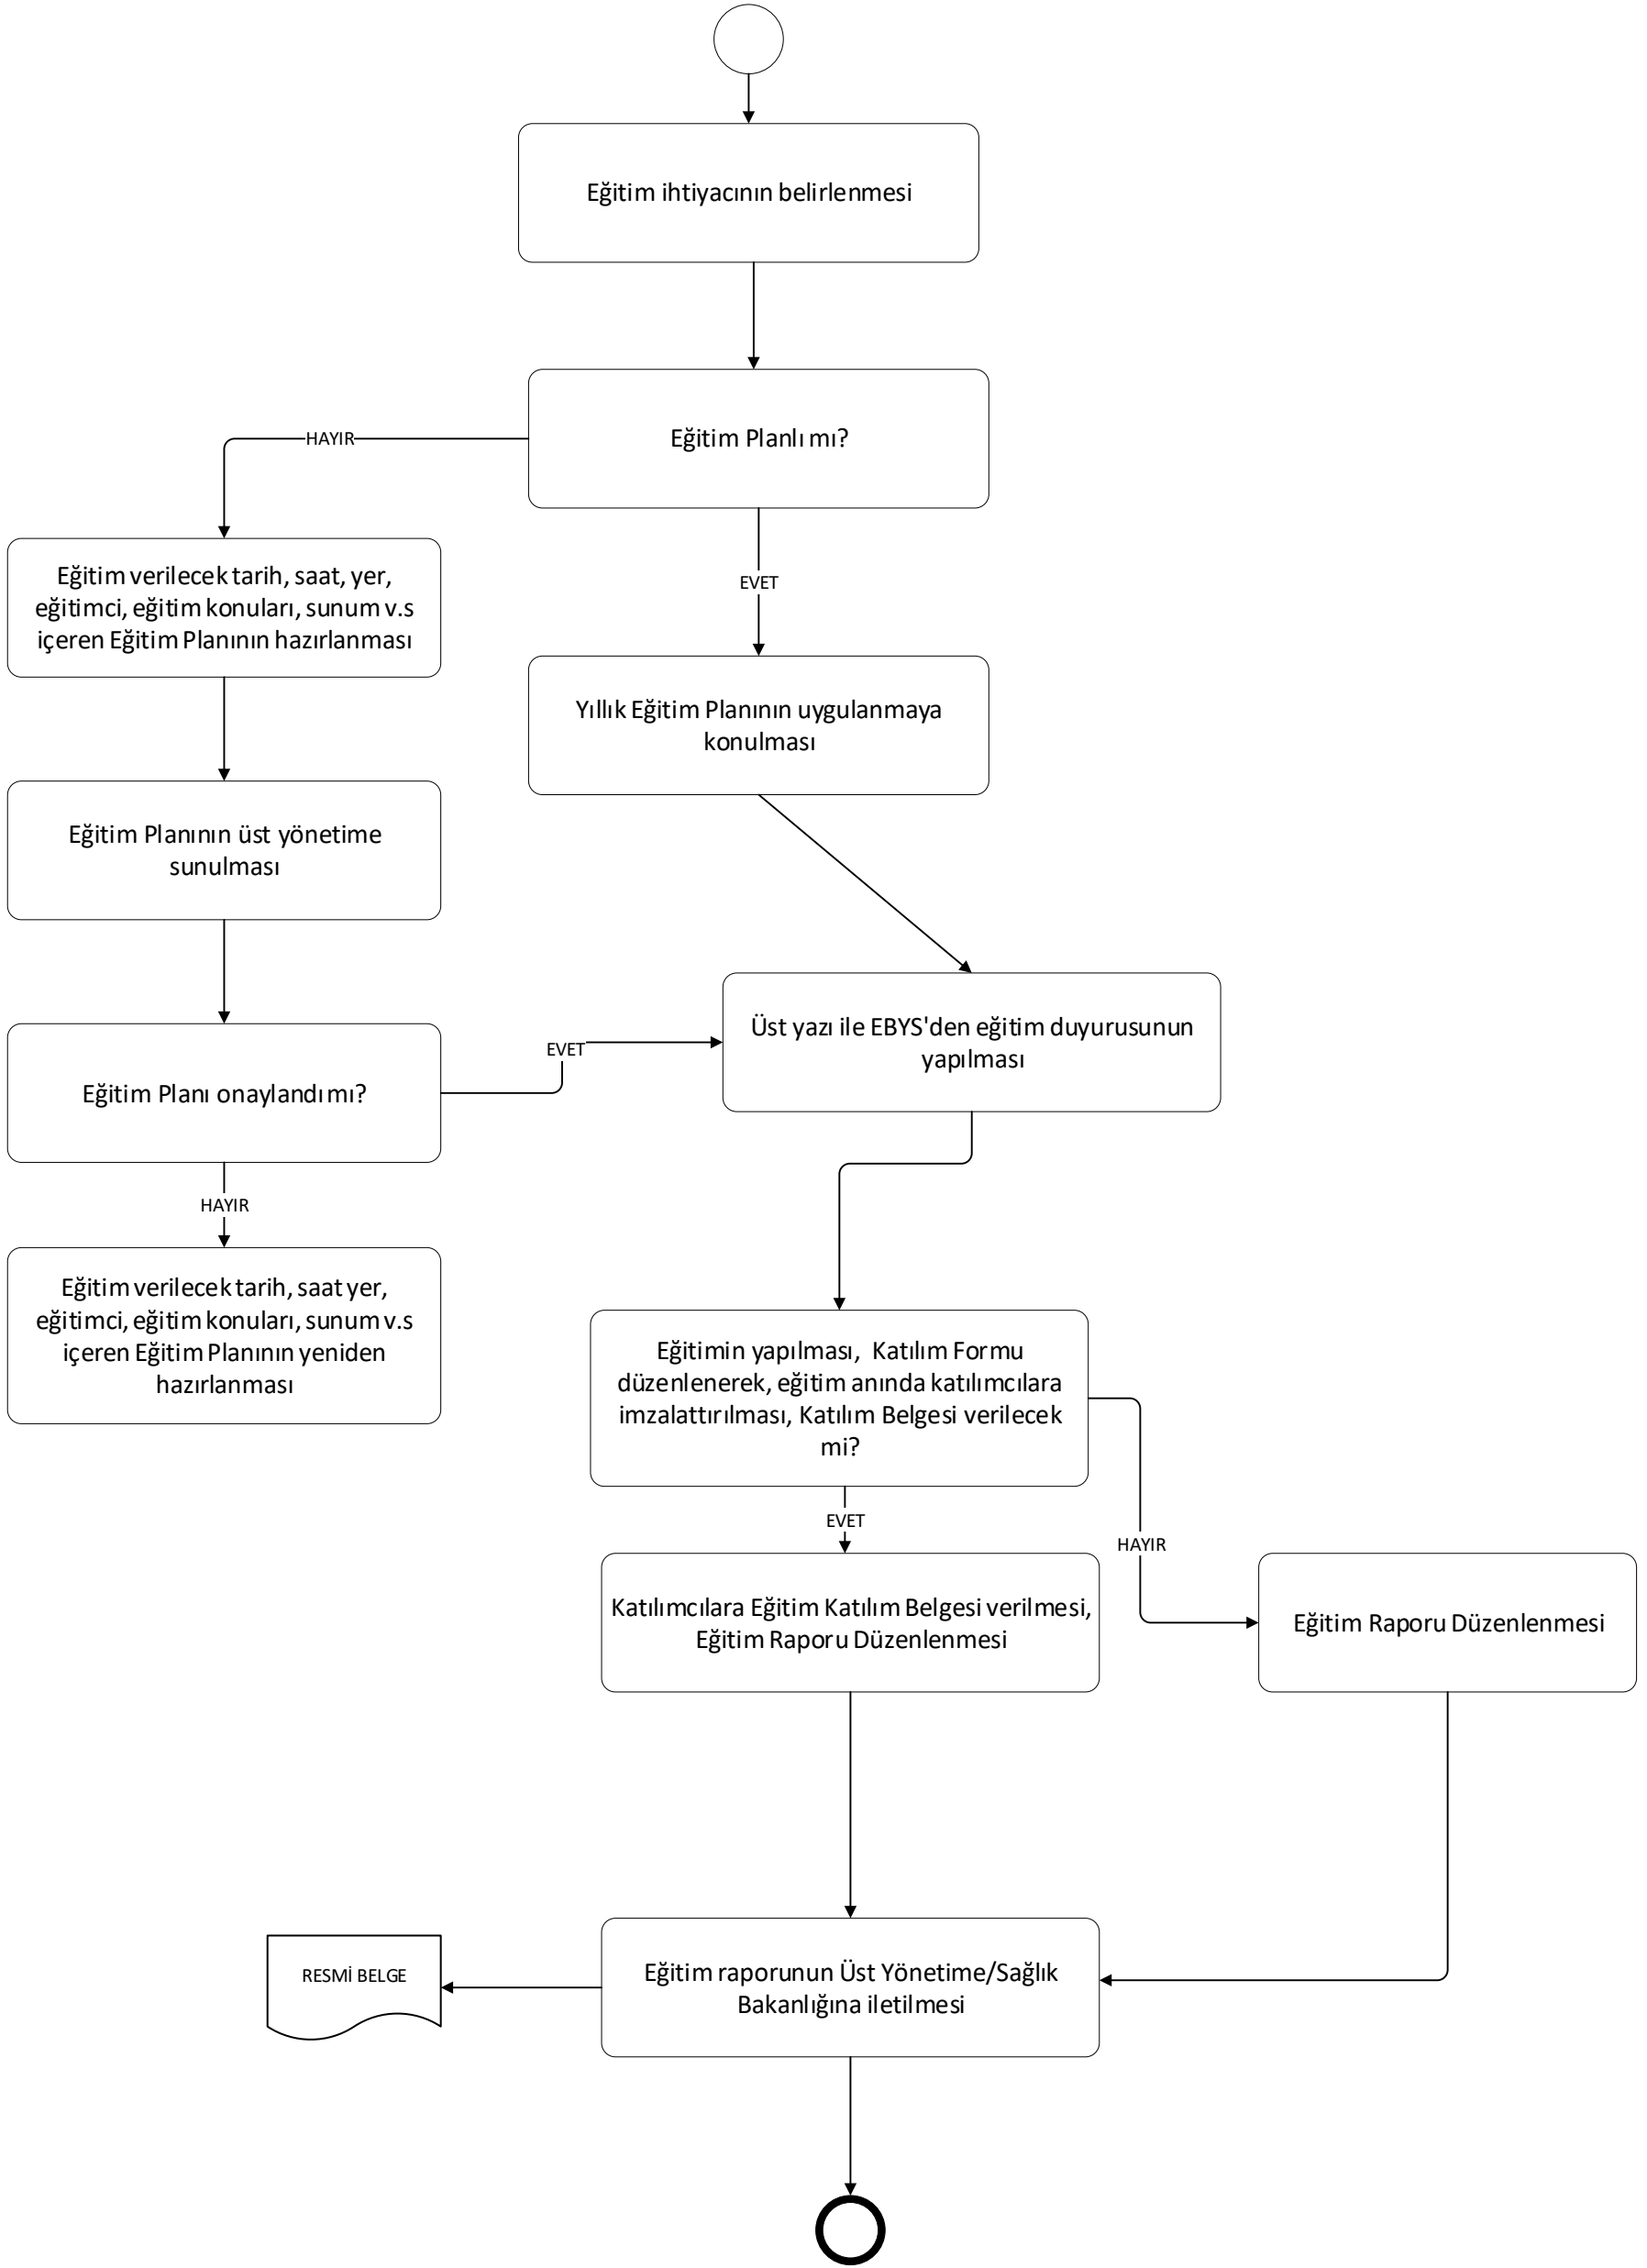 Eğitim ihtiyacının belirlenmesi
Eğitim Planlı mı?
HAYIR
EVET
Eğitim verilecek tarih, saat, yer,
eğitimci, eğitim konuları, sunum v.s
içeren Eğitim Planının hazırlanması
Yıllık Eğitim Planının uygulanmaya
konulması
Eğitim Planının üst yönetime
sunulması
Eğitim Planı onaylandı mı?
EVET
Üst yazı ile EBYS'den eğitim duyurusunun
yapılması
HAYIR
Eğitim verilecek tarih, saat yer,
eğitimci, eğitim konuları, sunum v.s
içeren Eğitim Planının yeniden
hazırlanması
Eğitimin yapılması, Katılım Formu
düzenlenerek, eğitim anında katılımcılara
imzalattırılması, Katılım Belgesi verilecek
mi?
EVET
HAYIR
Katılımcılara Eğitim Katılım Belgesi verilmesi,
Eğitim Raporu Düzenlenmesi
Eğitim Raporu Düzenlenmesi
Eğitim raporunun Üst Yönetime/Sağlık
Bakanlığına iletilmesi
RESMİ BELGE